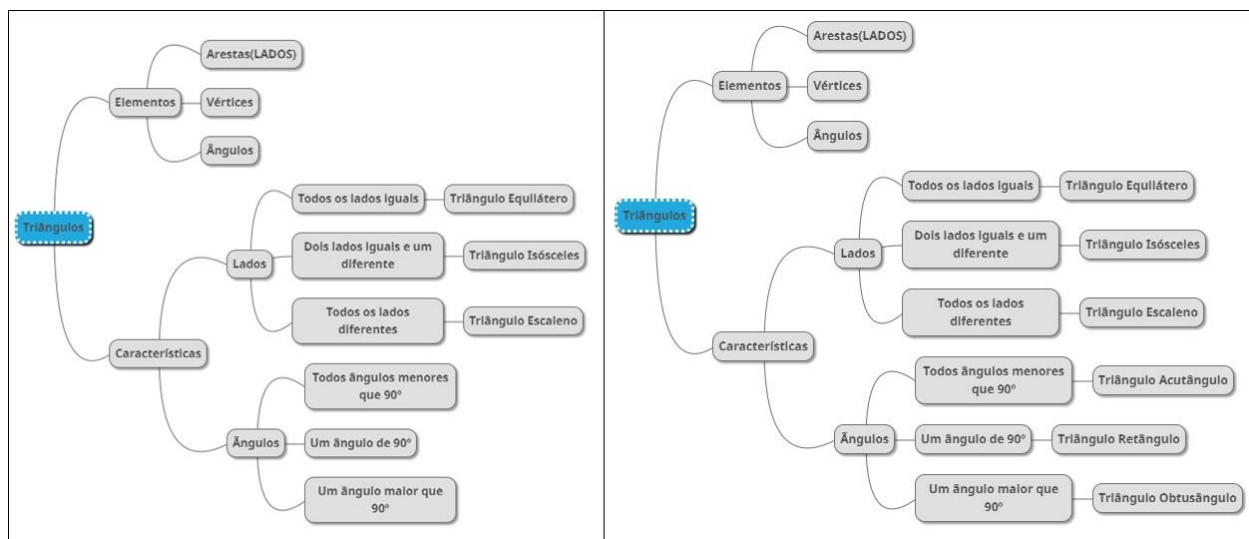 Arestas(LADOS)
Elementos
Vértices
Ângulos
Triângulos
Todos os lados iguais
Triângulo Equilátero
Dois lados iguais e um
diferente
Triângulo Isósceles
Lados
Todos os lados
diferentes
Triângulo Escaleno
Características
Todos ângulos menores
que 90º
Ãngulos
Um ângulo de 90º
Um ângulo maior que
90º
Arestas(LADOS)
Elementos
Vértices
Ângulos
Triângulos
Todos os lados iguais
Triângulo Equilátero
Dois lados iguais e um
diferente
Triângulo Isósceles
Lados
Todos os lados
diferentes
Triângulo Escaleno
Características
Todos ângulos menores
que 90º
Triângulo Acutângulo
Ãngulos
Um ângulo de 90º
Triângulo Retângulo
Um ângulo maior que
90º
Triângulo Obtusângulo